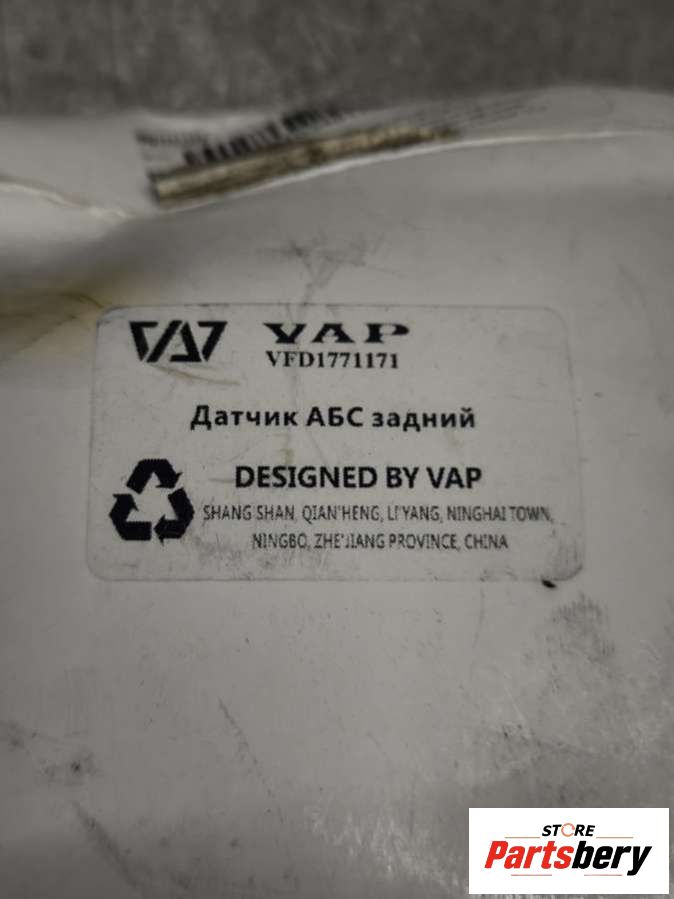 VAP VAP
VFD1771171
Датчик АБС задний
DESIGNED BY VAP
SHANG SHAN, QIAN'HENG, LI'YANG, NINGHAI TOWN,
NINGBO, ZHE'JIANG PROVINCE, CHINA
STORE
Partsbery